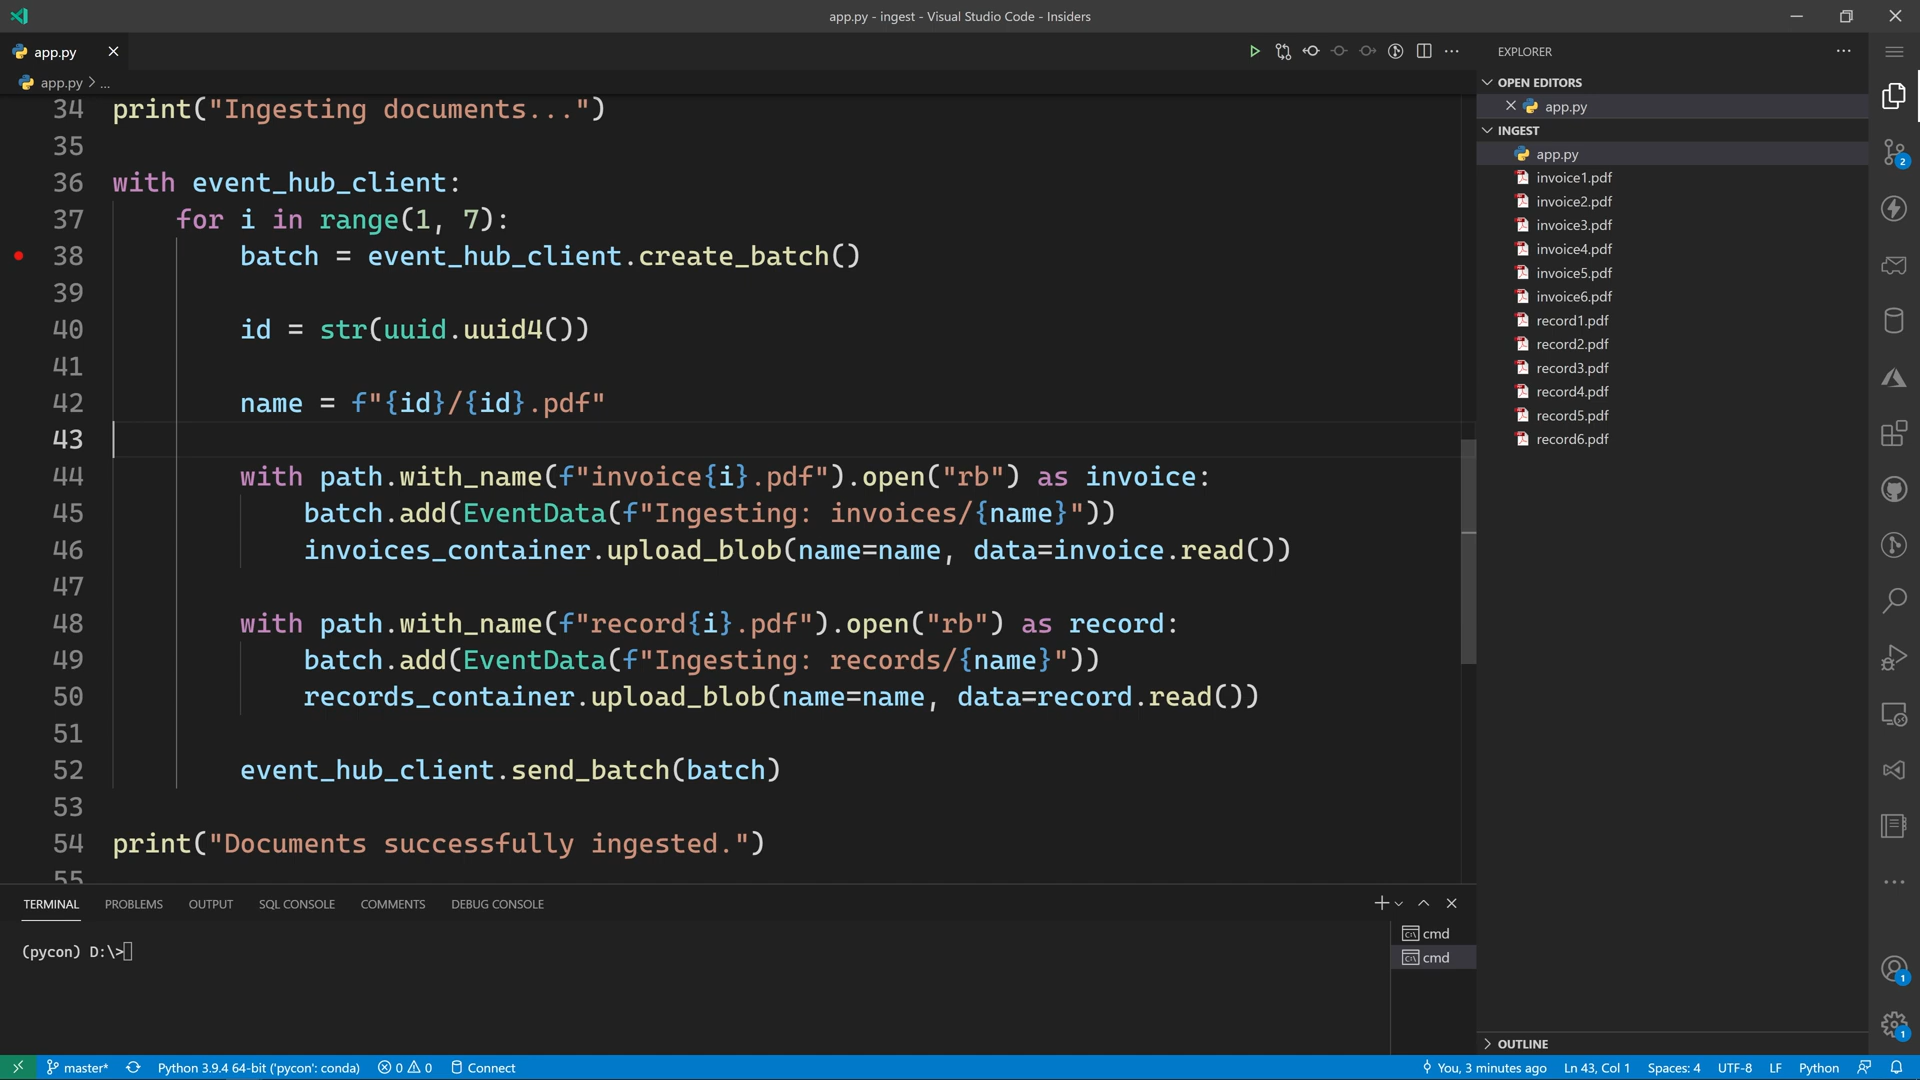 app.py - ingest - Visual Studio Code - Insiders
app.py
app.py > ...
34 print("Ingesting documents...")
35
36 with event_hub_client:
37     for i in range(1, 7):
38         batch = event_hub_client.create_batch()
39
40         id = str(uuid.uuid4())
41
42         name = f"{id}/{id}.pdf"
43
44         with path.with_name(f"invoice{i}.pdf").open("rb") as invoice:
45             batch.add(EventData(f"Ingesting: invoices/{name}"))
46             invoices_container.upload_blob(name=name, data=invoice.read())
47
48         with path.with_name(f"record{i}.pdf").open("rb") as record:
49             batch.add(EventData(f"Ingesting: records/{name}"))
50             records_container.upload_blob(name=name, data=record.read())
51
52         event_hub_client.send_batch(batch)
53
54 print("Documents successfully ingested.")
55
TERMINAL PROBLEMS OUTPUT SQL CONSOLE COMMENTS DEBUG CONSOLE
(pycon) D:\>
cmd
cmd
EXPLORER
OPEN EDITORS
app.py
INGEST
app.py
invoice1.pdf
invoice2.pdf
invoice3.pdf
invoice4.pdf
invoice5.pdf
invoice6.pdf
record1.pdf
record2.pdf
record3.pdf
record4.pdf
record5.pdf
record6.pdf
OUTLINE
2
1
1
master* Python 3.9.4 64-bit ('pycon': conda) 0 0 Connect You, 3 minutes ago Ln 43, Col 1 Spaces: 4 UTF-8 LF Python